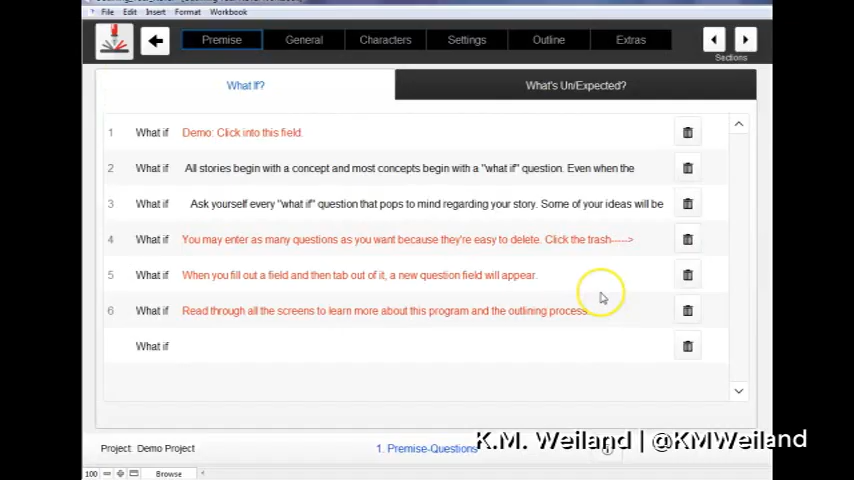 File Edit Insert Format Workbook
Premise General Characters Settings Outline Extras
Sections
What If? What's Un/Expected?
1 What if Demo: Click into this field
2 What if All stories begin with a concept and most concepts begin with a "what if" question. Even when the
3 What if Ask yourself every "what if" question that pops to mind regarding your story. Some of your ideas will be
4 What if You may enter as many questions as you want because they're easy to delete. Click the trash----->
5 What if When you fill out a field and then tab out of it, a new question field will appear.
6 What if Read through all the screens to learn more about this program and the outlining process.
What if
Project: Demo Project 1. Premise-Questions
K.M. Weiland | @KMWeiland
100 Browse